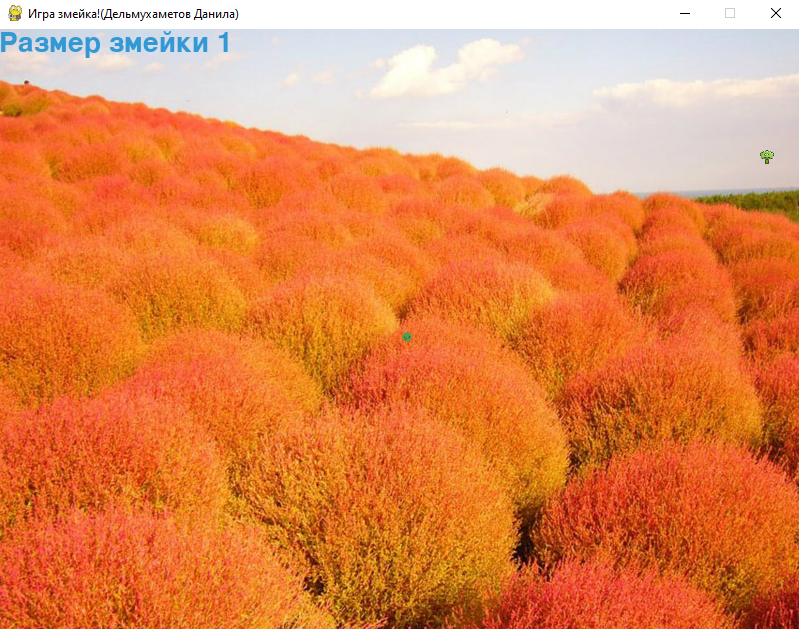 Игра змейка!(Дельмухаметов Данила)
Размер змейки 1